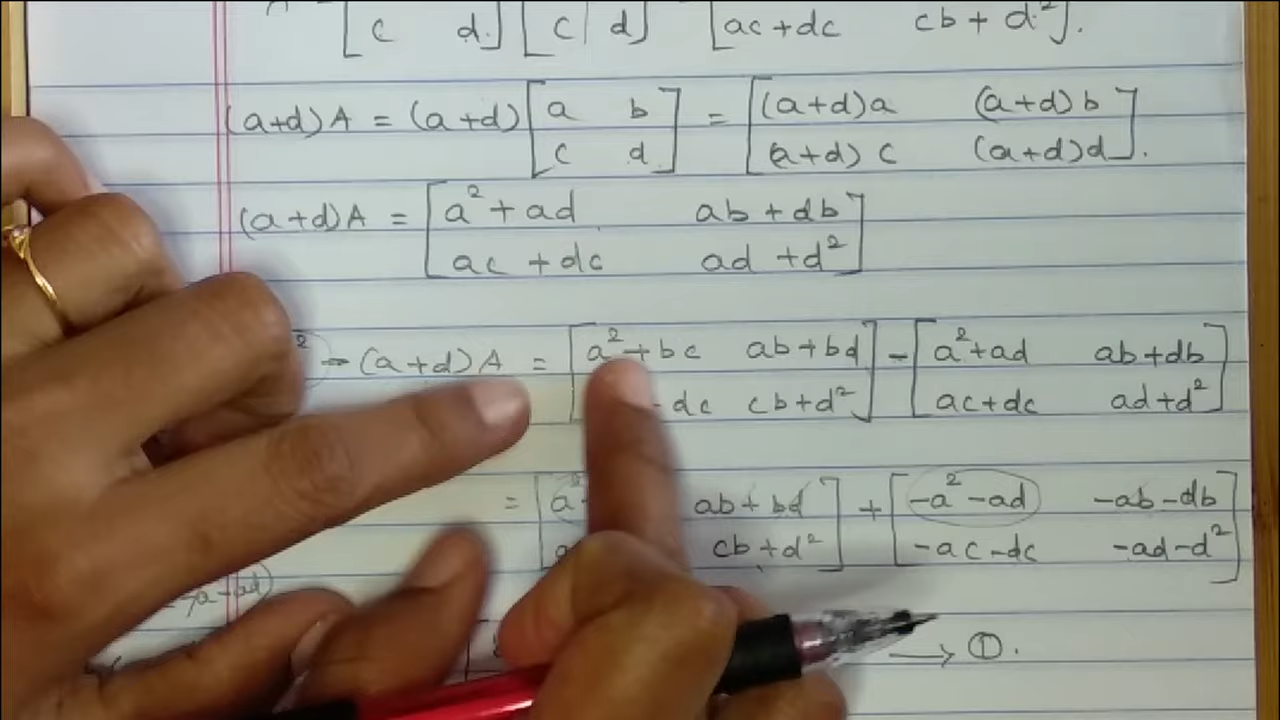 [c d] [c d] [ac+dc cb+d²].
(a+d)A = (a+d) [a b = [(a+d)a (a+d)b
c d] (a+d)c (a+d)d].
(a+d)A = [a²+ad ab+db
ac+dc ad+d²]
² -(a+d)A = [a²+bc ab+bd] - [a²+ad ab+db]
dc cb+d² ac+dc ad+d²
= [a² ab+bd] + [-a²-ad -ab-db]
a cb+d² -ac-dc -ad-d²
→ ①.